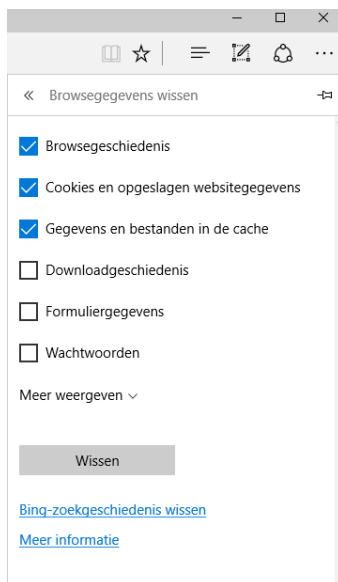 Browsegegevens wissen
Browsegeschiedenis
Cookies en opgeslagen websitegegevens
Gegevens en bestanden in de cache
Downloadgeschiedenis
Formuliergegevens
Wachtwoorden
Meer weergeven
Wissen
Bing-zoekgeschiedenis wissen
Meer informatie